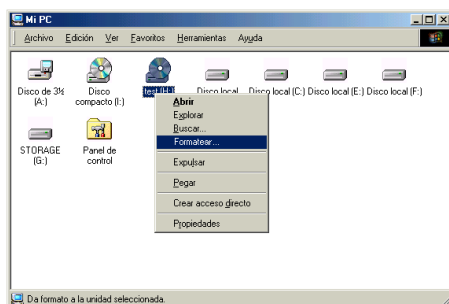 Mi PC
Archivo Edición Ver Favoritos Herramientas Ayuda
Disco de 3½ (A:)
Disco compacto (I:)
test (H:)
Disco local
Disco local (C:)
Disco local (E:)
Disco local (F:)
STORAGE (G:)
Panel de control
Abrir
Explorar
Buscar...
Formatear...
Expulsar
Pegar
Crear acceso directo
Propiedades
Da formato a la unidad seleccionada.